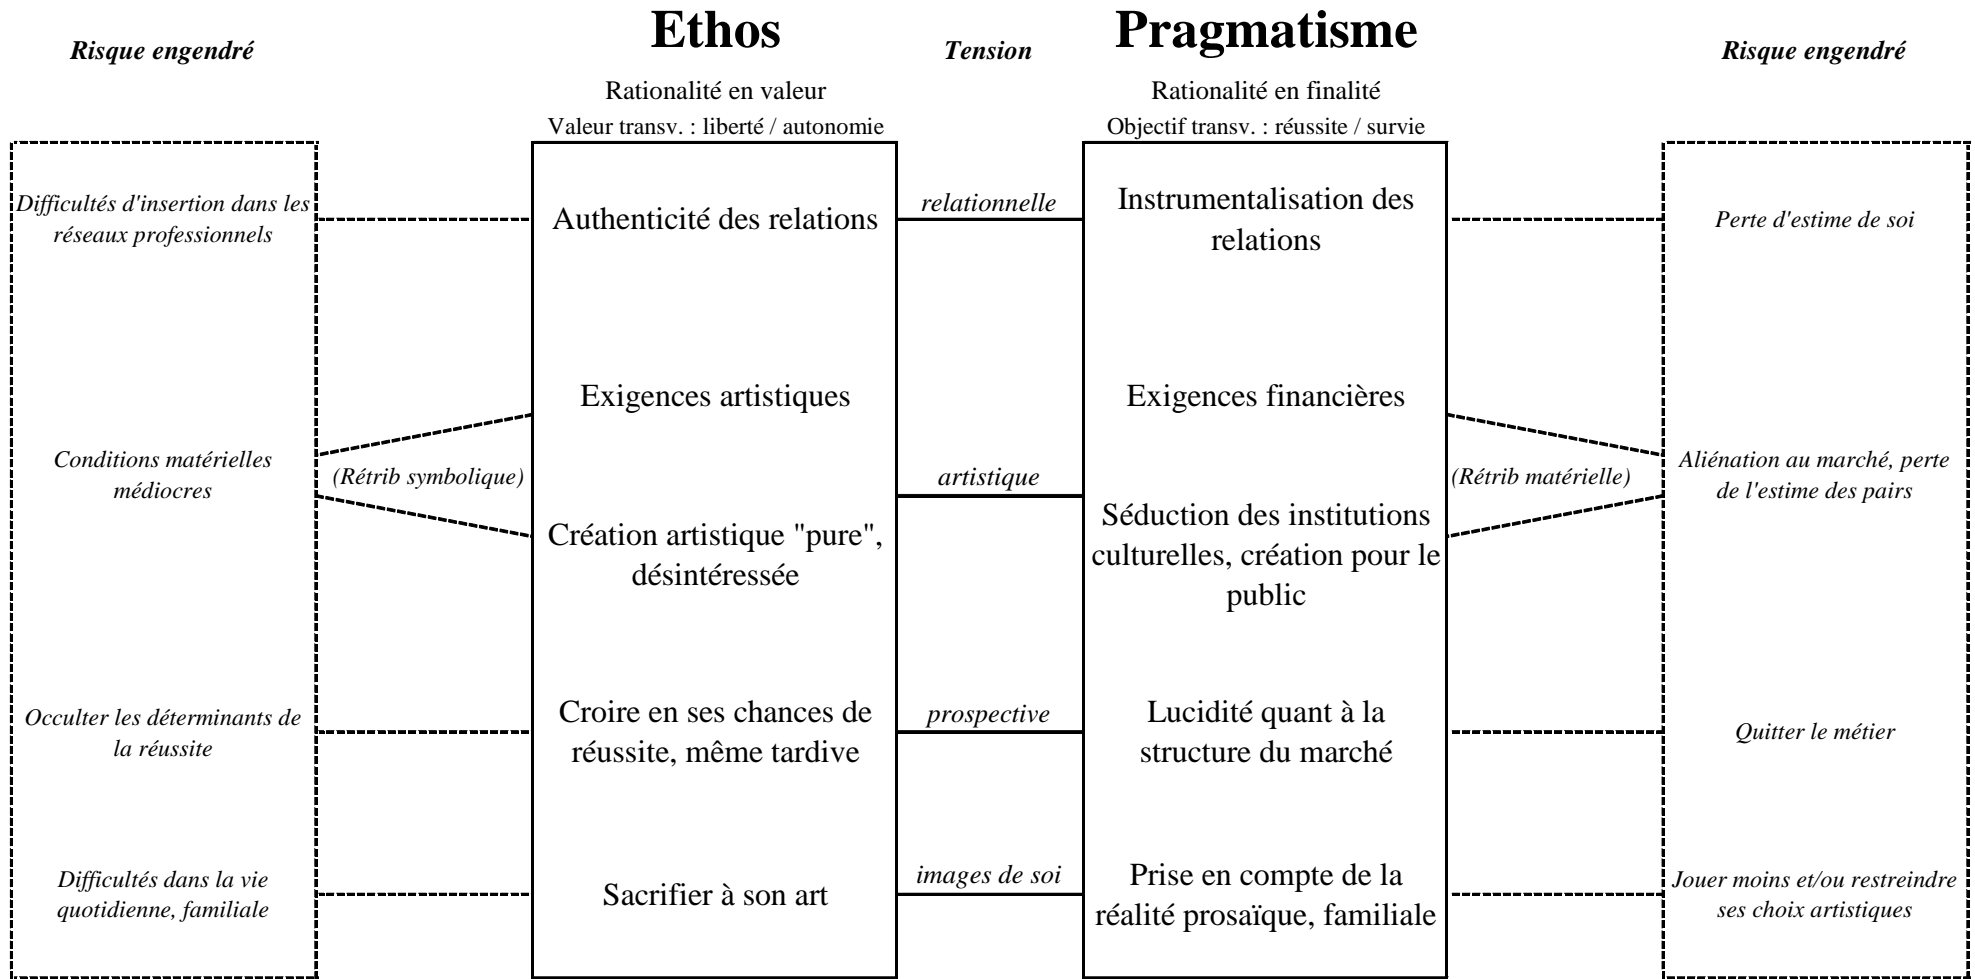 Risque engendré
Ethos
Tension
Pragmatisme
Risque engendré
Rationalité en valeur
Valeur transv. : liberté / autonomie
Rationalité en finalité
Objectif transv. : réussite / survie
Difficultés d'insertion dans les
réseaux professionnels
Authenticité des relations
relationnelle
Instrumentalisation des
relations
Perte d'estime de soi
Conditions matérielles
médiocres
(Rétrib symbolique)
Exigences artistiques
Création artistique "pure",
désintéressée
artistique
Exigences financières
Séduction des institutions
culturelles, création pour le
public
(Rétrib matérielle)
Aliénation au marché, perte
de l'estime des pairs
Occulter les déterminants de
la réussite
Croire en ses chances de
réussite, même tardive
prospective
Lucidité quant à la
structure du marché
Quitter le métier
Difficultés dans la vie
quotidienne, familiale
Sacrifier à son art
images de soi
Prise en compte de la
réalité prosaïque, familiale
Jouer moins et/ou restreindre
ses choix artistiques